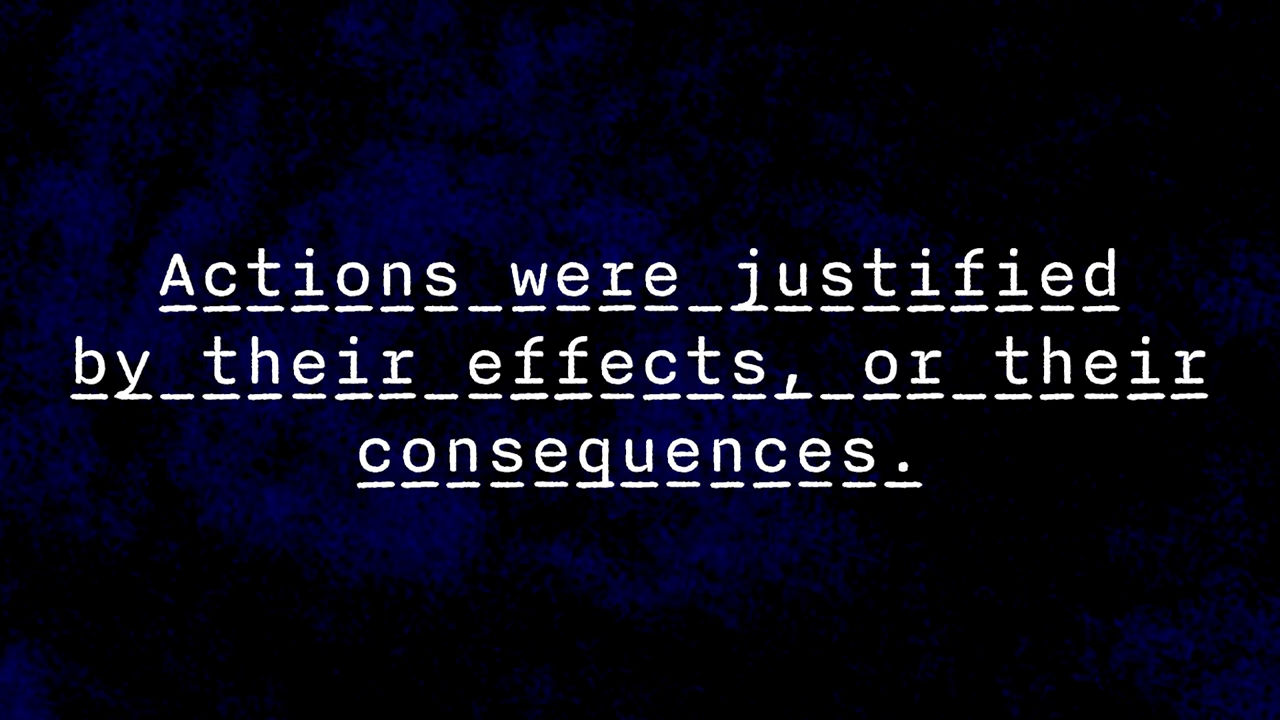 Actions were justified
by their effects, or their
consequences.